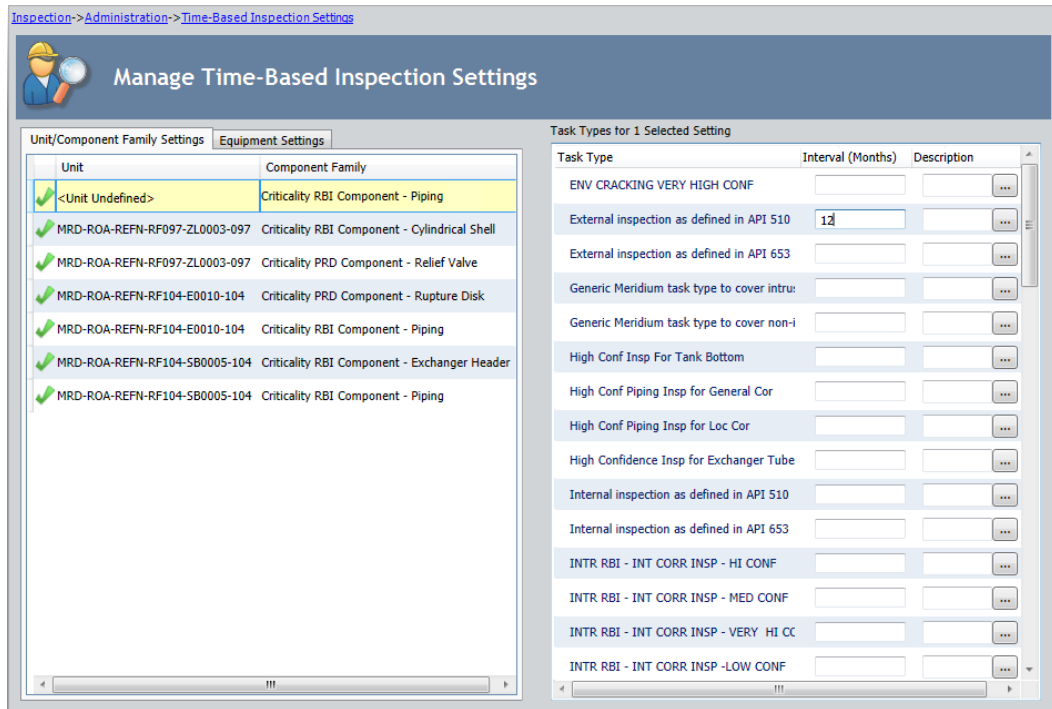 Inspection->Administration->Time-Based Inspection Settings
Manage Time-Based Inspection Settings
Unit/Component Family Settings Equipment Settings
Unit Component Family
<Unit Undefined> Criticality RBI Component - Piping
MRD-ROA-REFN-RF097-ZL0003-097 Criticality RBI Component - Cylindrical Shell
MRD-ROA-REFN-RF097-ZL0003-097 Criticality PRD Component - Relief Valve
MRD-ROA-REFN-RF104-E0010-104 Criticality PRD Component - Rupture Disk
MRD-ROA-REFN-RF104-E0010-104 Criticality RBI Component - Piping
MRD-ROA-REFN-RF104-SB0005-104 Criticality RBI Component - Exchanger Header
MRD-ROA-REFN-RF104-SB0005-104 Criticality RBI Component - Piping
Task Types for 1 Selected Setting
Task Type Interval (Months) Description
ENV CRACKING VERY HIGH CONF ...
External inspection as defined in API 510 12 ...
External inspection as defined in API 653 ...
Generic Meridium task type to cover intru ...
Generic Meridium task type to cover non-i ...
High Conf Insp For Tank Bottom ...
High Conf Piping Insp for General Cor ...
High Conf Piping Insp for Loc Cor ...
High Confidence Insp for Exchanger Tube ...
Internal inspection as defined in API 510 ...
Internal inspection as defined in API 653 ...
INTR RBI - INT CORR INSP - HI CONF ...
INTR RBI - INT CORR INSP - MED CONF ...
INTR RBI - INT CORR INSP - VERY HI CC ...
INTR RBI - INT CORR INSP -LOW CONF ...